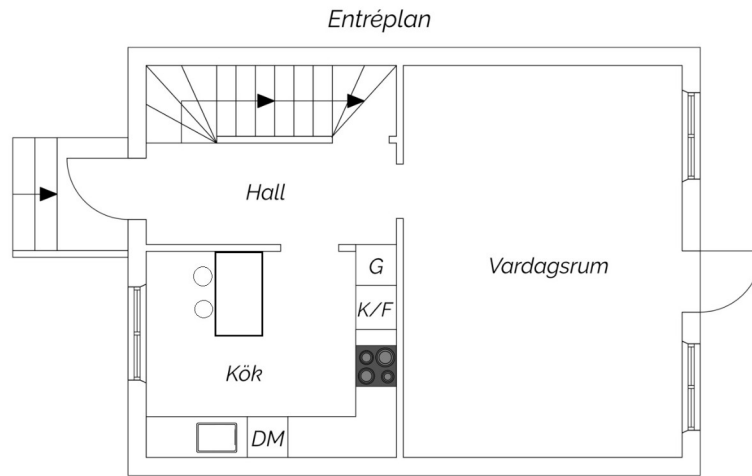 Entréplan
Hall
Vardagsrum
G
K/F
Kök
DM